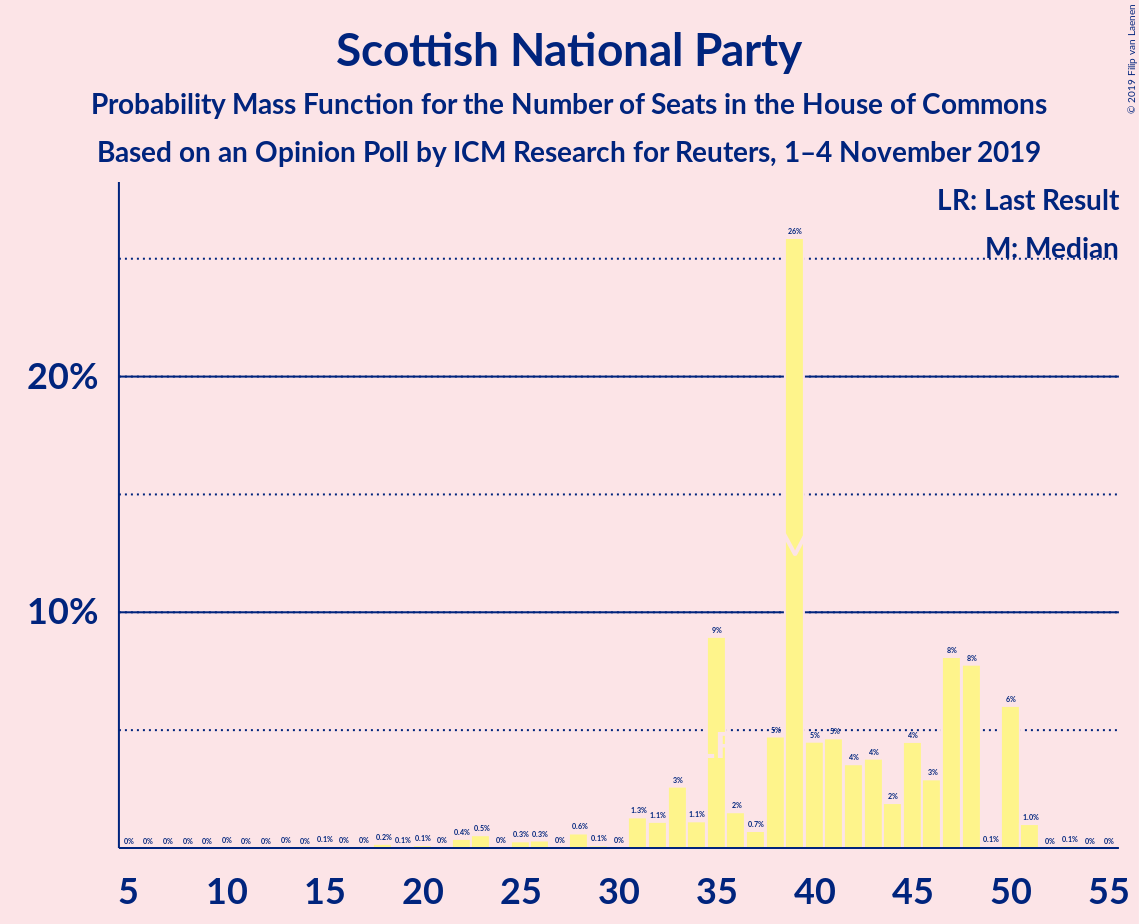 Scottish National Party
Probability Mass Function for the Number of Seats in the House of Commons
Based on an Opinion Poll by ICM Research for Reuters, 1–4 November 2019
© 2019 Filip van Laenen
LR: Last Result
M: Median
20%
10%
0% 0% 0% 0% 0% 0% 0% 0% 0% 0% 0.1% 0% 0% 0.2% 0.1% 0.1% 0% 0.4% 0.5% 0% 0.3% 0.3% 0% 0.6% 0.1% 0% 1.3% 1.1% 3% 1.1% 9% 2% 0.7% 5% 26% 5% 5% 4% 4% 2% 4% 3% 8% 8% 0.1% 6% 1.0% 0% 0.1% 0% 0%
5 10 15 20 25 30 35 40 45 50 55